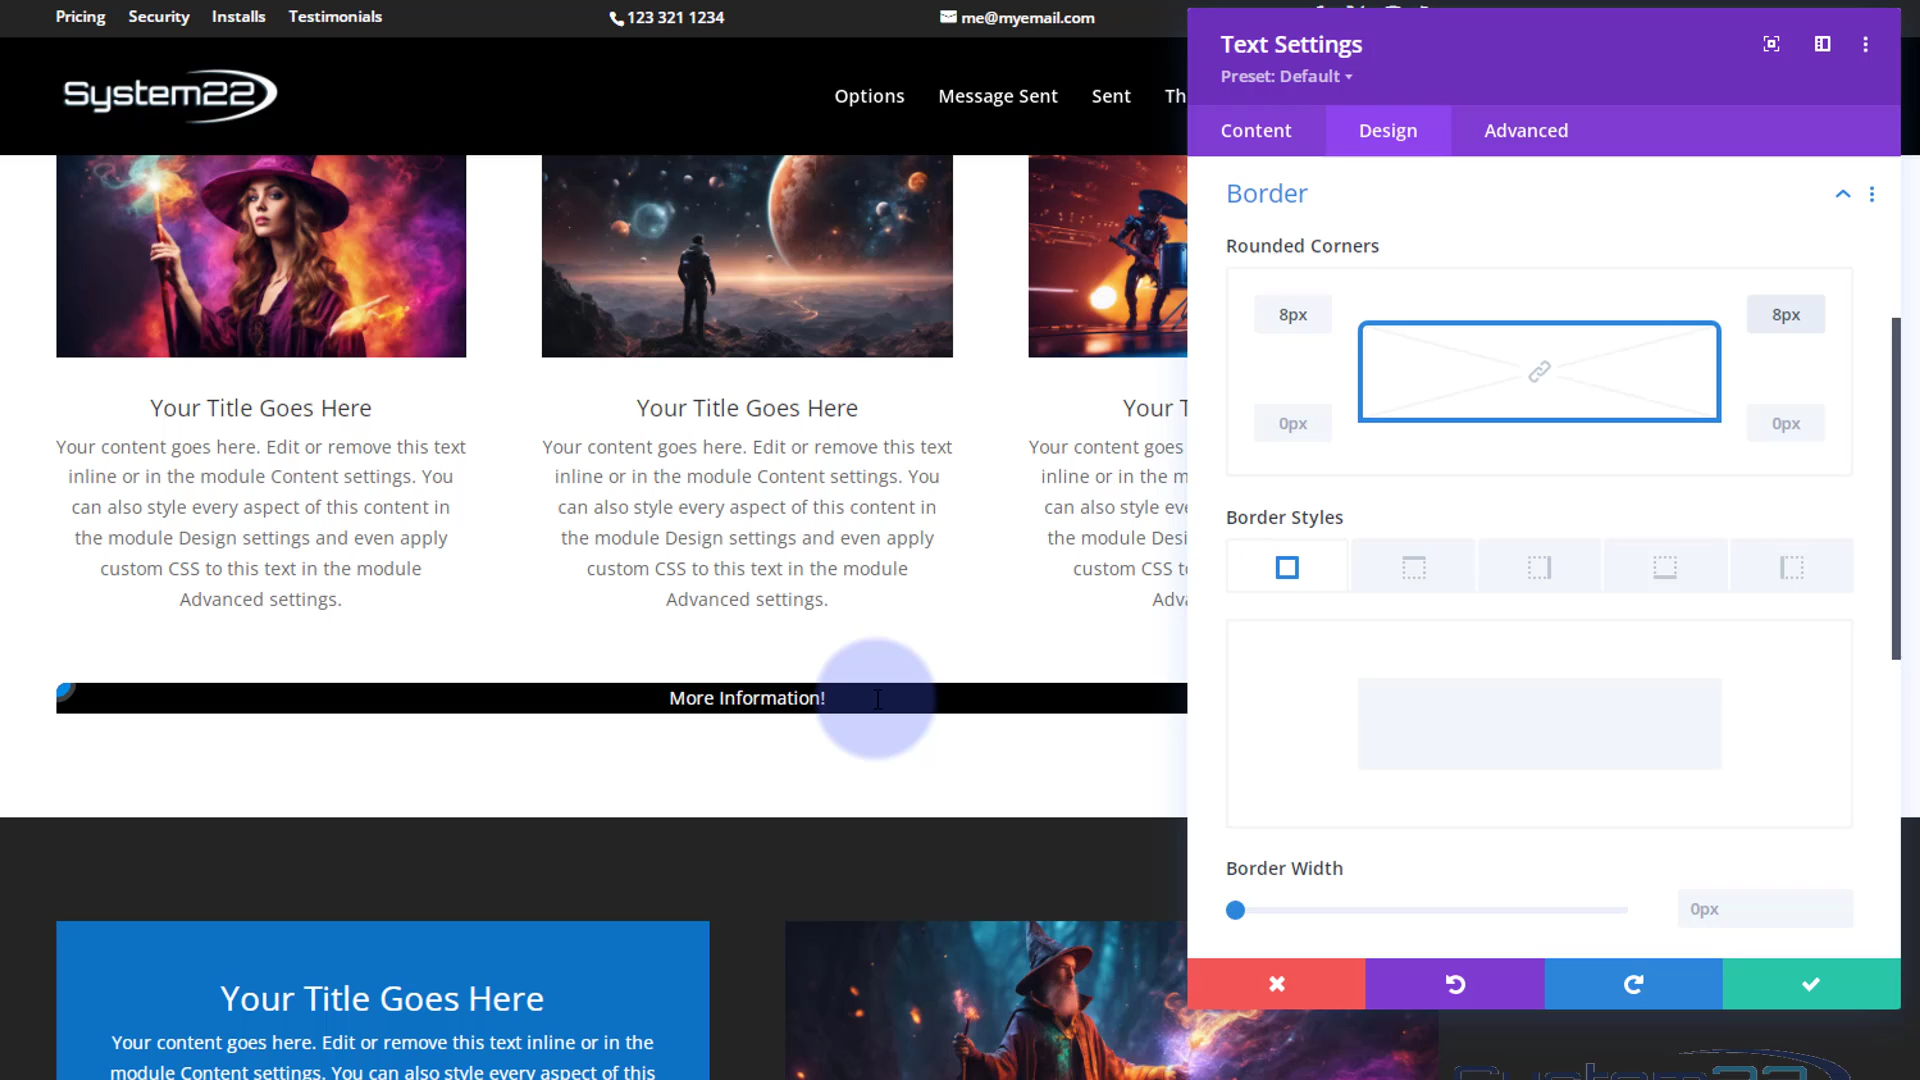 Pricing Security Installs Testimonials
123 321 1234
me@myemail.com
System22
Options Message Sent Sent Th
Your Title Goes Here
Your content goes here. Edit or remove this text
inline or in the module Content settings. You
can also style every aspect of this content in
the module Design settings and even apply
custom CSS to this text in the module
Advanced settings.
Your Title Goes Here
Your content goes here. Edit or remove this text
inline or in the module Content settings. You
can also style every aspect of this content in
the module Design settings and even apply
custom CSS to this text in the module
Advanced settings.
Your T
Your content goes
inline or in the m
can also style eve
the module Desi
custom CSS to t
Adva
More Information!
Your Title Goes Here
Your content goes here. Edit or remove this text inline or in the
module Content settings. You can also style every aspect of this
Text Settings
Preset: Default
Content Design Advanced
Border
Rounded Corners
8px 8px
0px 0px
Border Styles
Border Width
0px
System22